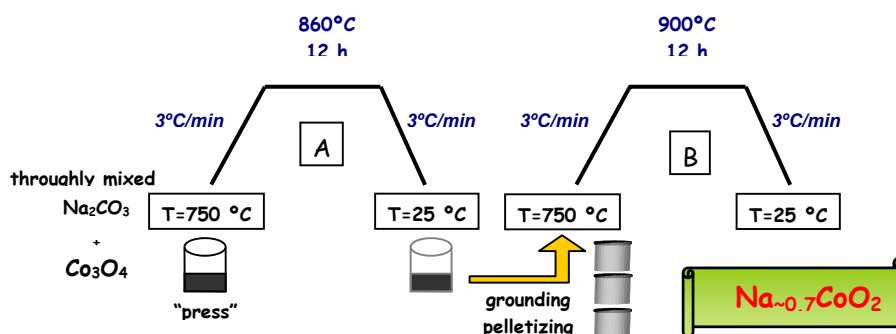 860°C
12 h
900°C
12 h
3°C/min
3°C/min
3°C/min
3°C/min
A
B
throughly mixed
Na₂CO₃
+
Co₃O₄
T=750 °C
T=25 °C
T=750 °C
T=25 °C
"press"
grounding
pelletizing
Na~0.7CoO₂